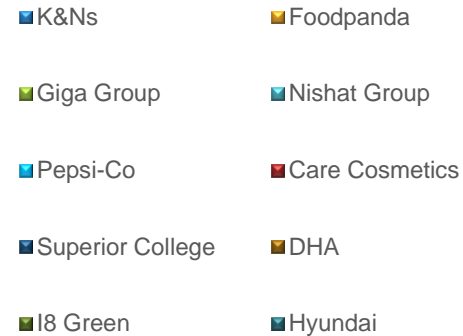 K&Ns Foodpanda
Giga Group Nishat Group
Pepsi-Co Care Cosmetics
Superior College DHA
I8 Green Hyundai